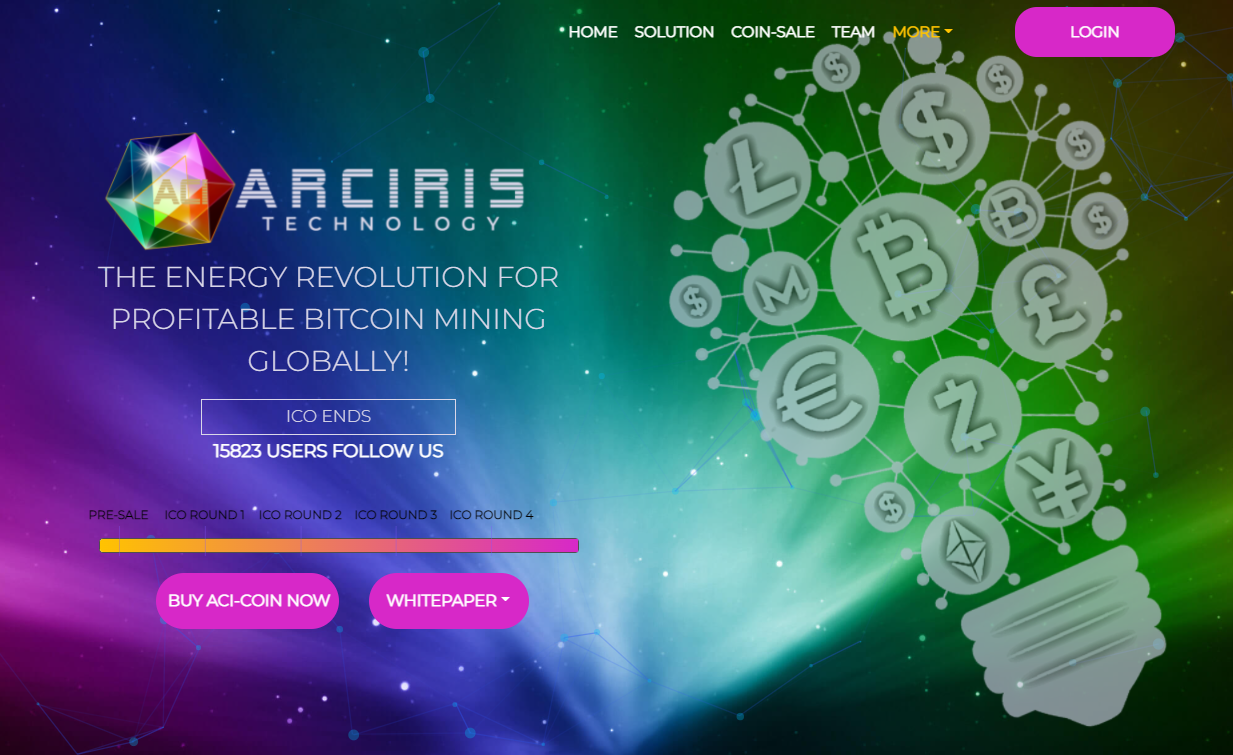 HOME SOLUTION COIN-SALE TEAM MORE LOGIN
ACI ARCIRIS
TECHNOLOGY
THE ENERGY REVOLUTION FOR
PROFITABLE BITCOIN MINING
GLOBALLY!
ICO ENDS
15823 USERS FOLLOW US
PRE-SALE ICO ROUND 1 ICO ROUND 2 ICO ROUND 3 ICO ROUND 4
BUY ACI-COIN NOW WHITEPAPER